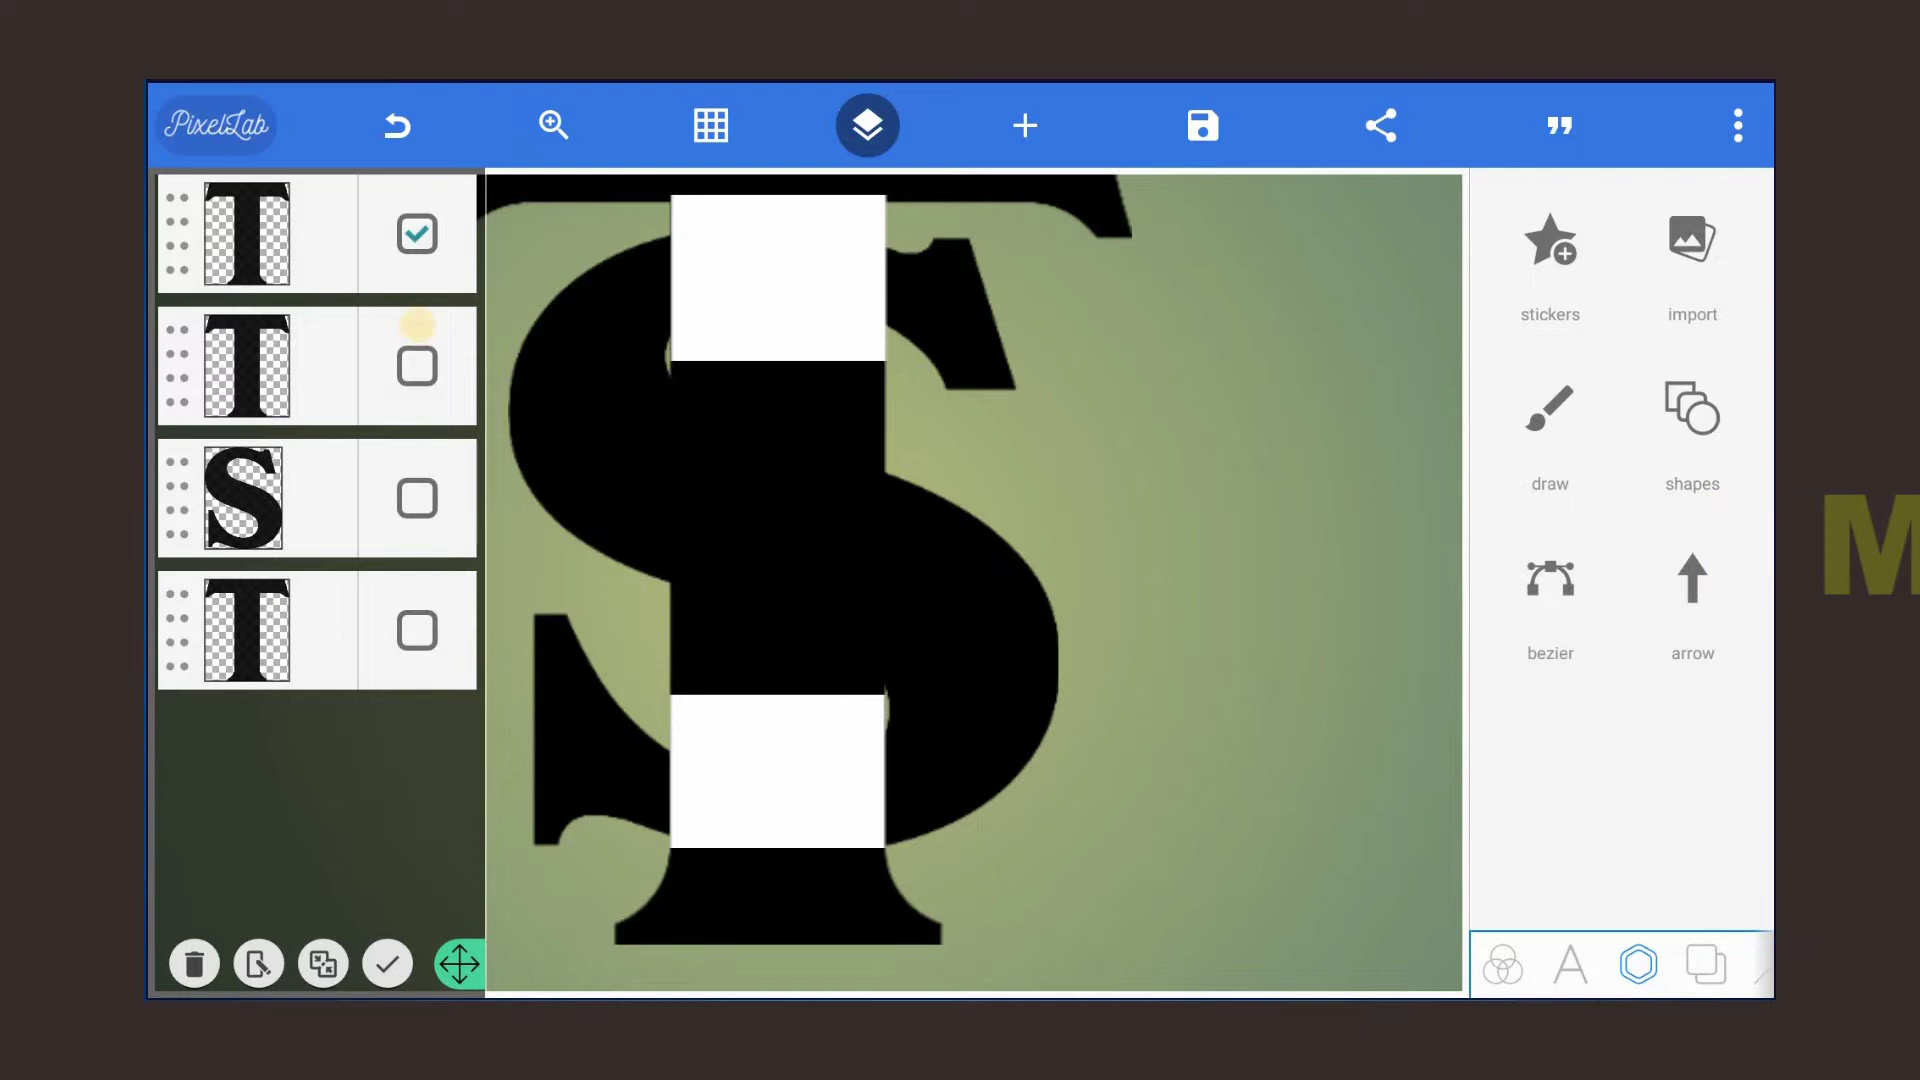 PixelLab
T
T
S
T
stickers
import
draw
shapes
bezier
arrow
M